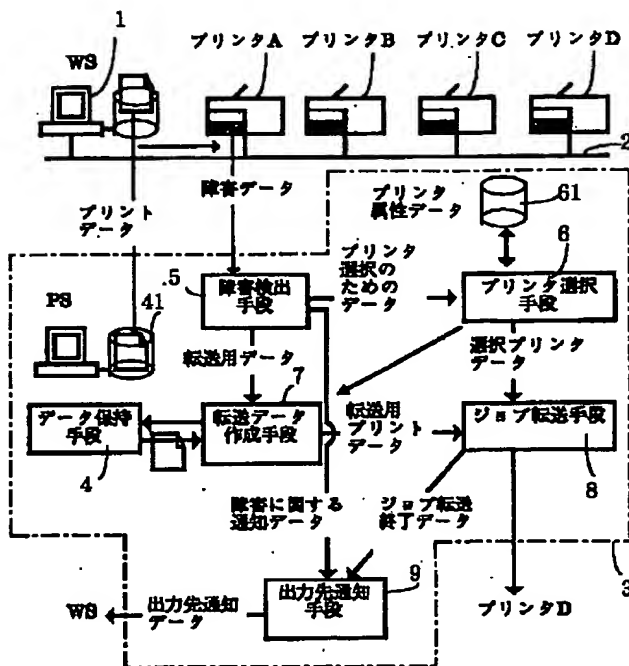 1
WS
プリンタA
プリンタB
プリンタC
プリンタD
2
プリント
データ
障害データ
プリンタ
属性データ
61
プリンタ
選択の
ための
データ
6
プリンタ選択
手段
5
障害検出
手段
PS
41
転送用データ
選択プリンタ
データ
7
データ保持
手段
4
転送データ
作成手段
転送用
プリント
データ
ジョブ転送手段
8
障害に関する
通知データ
ジョブ転送
終了データ
9
出力先通知
手段
3
WS
出力先通知
データ
プリンタD